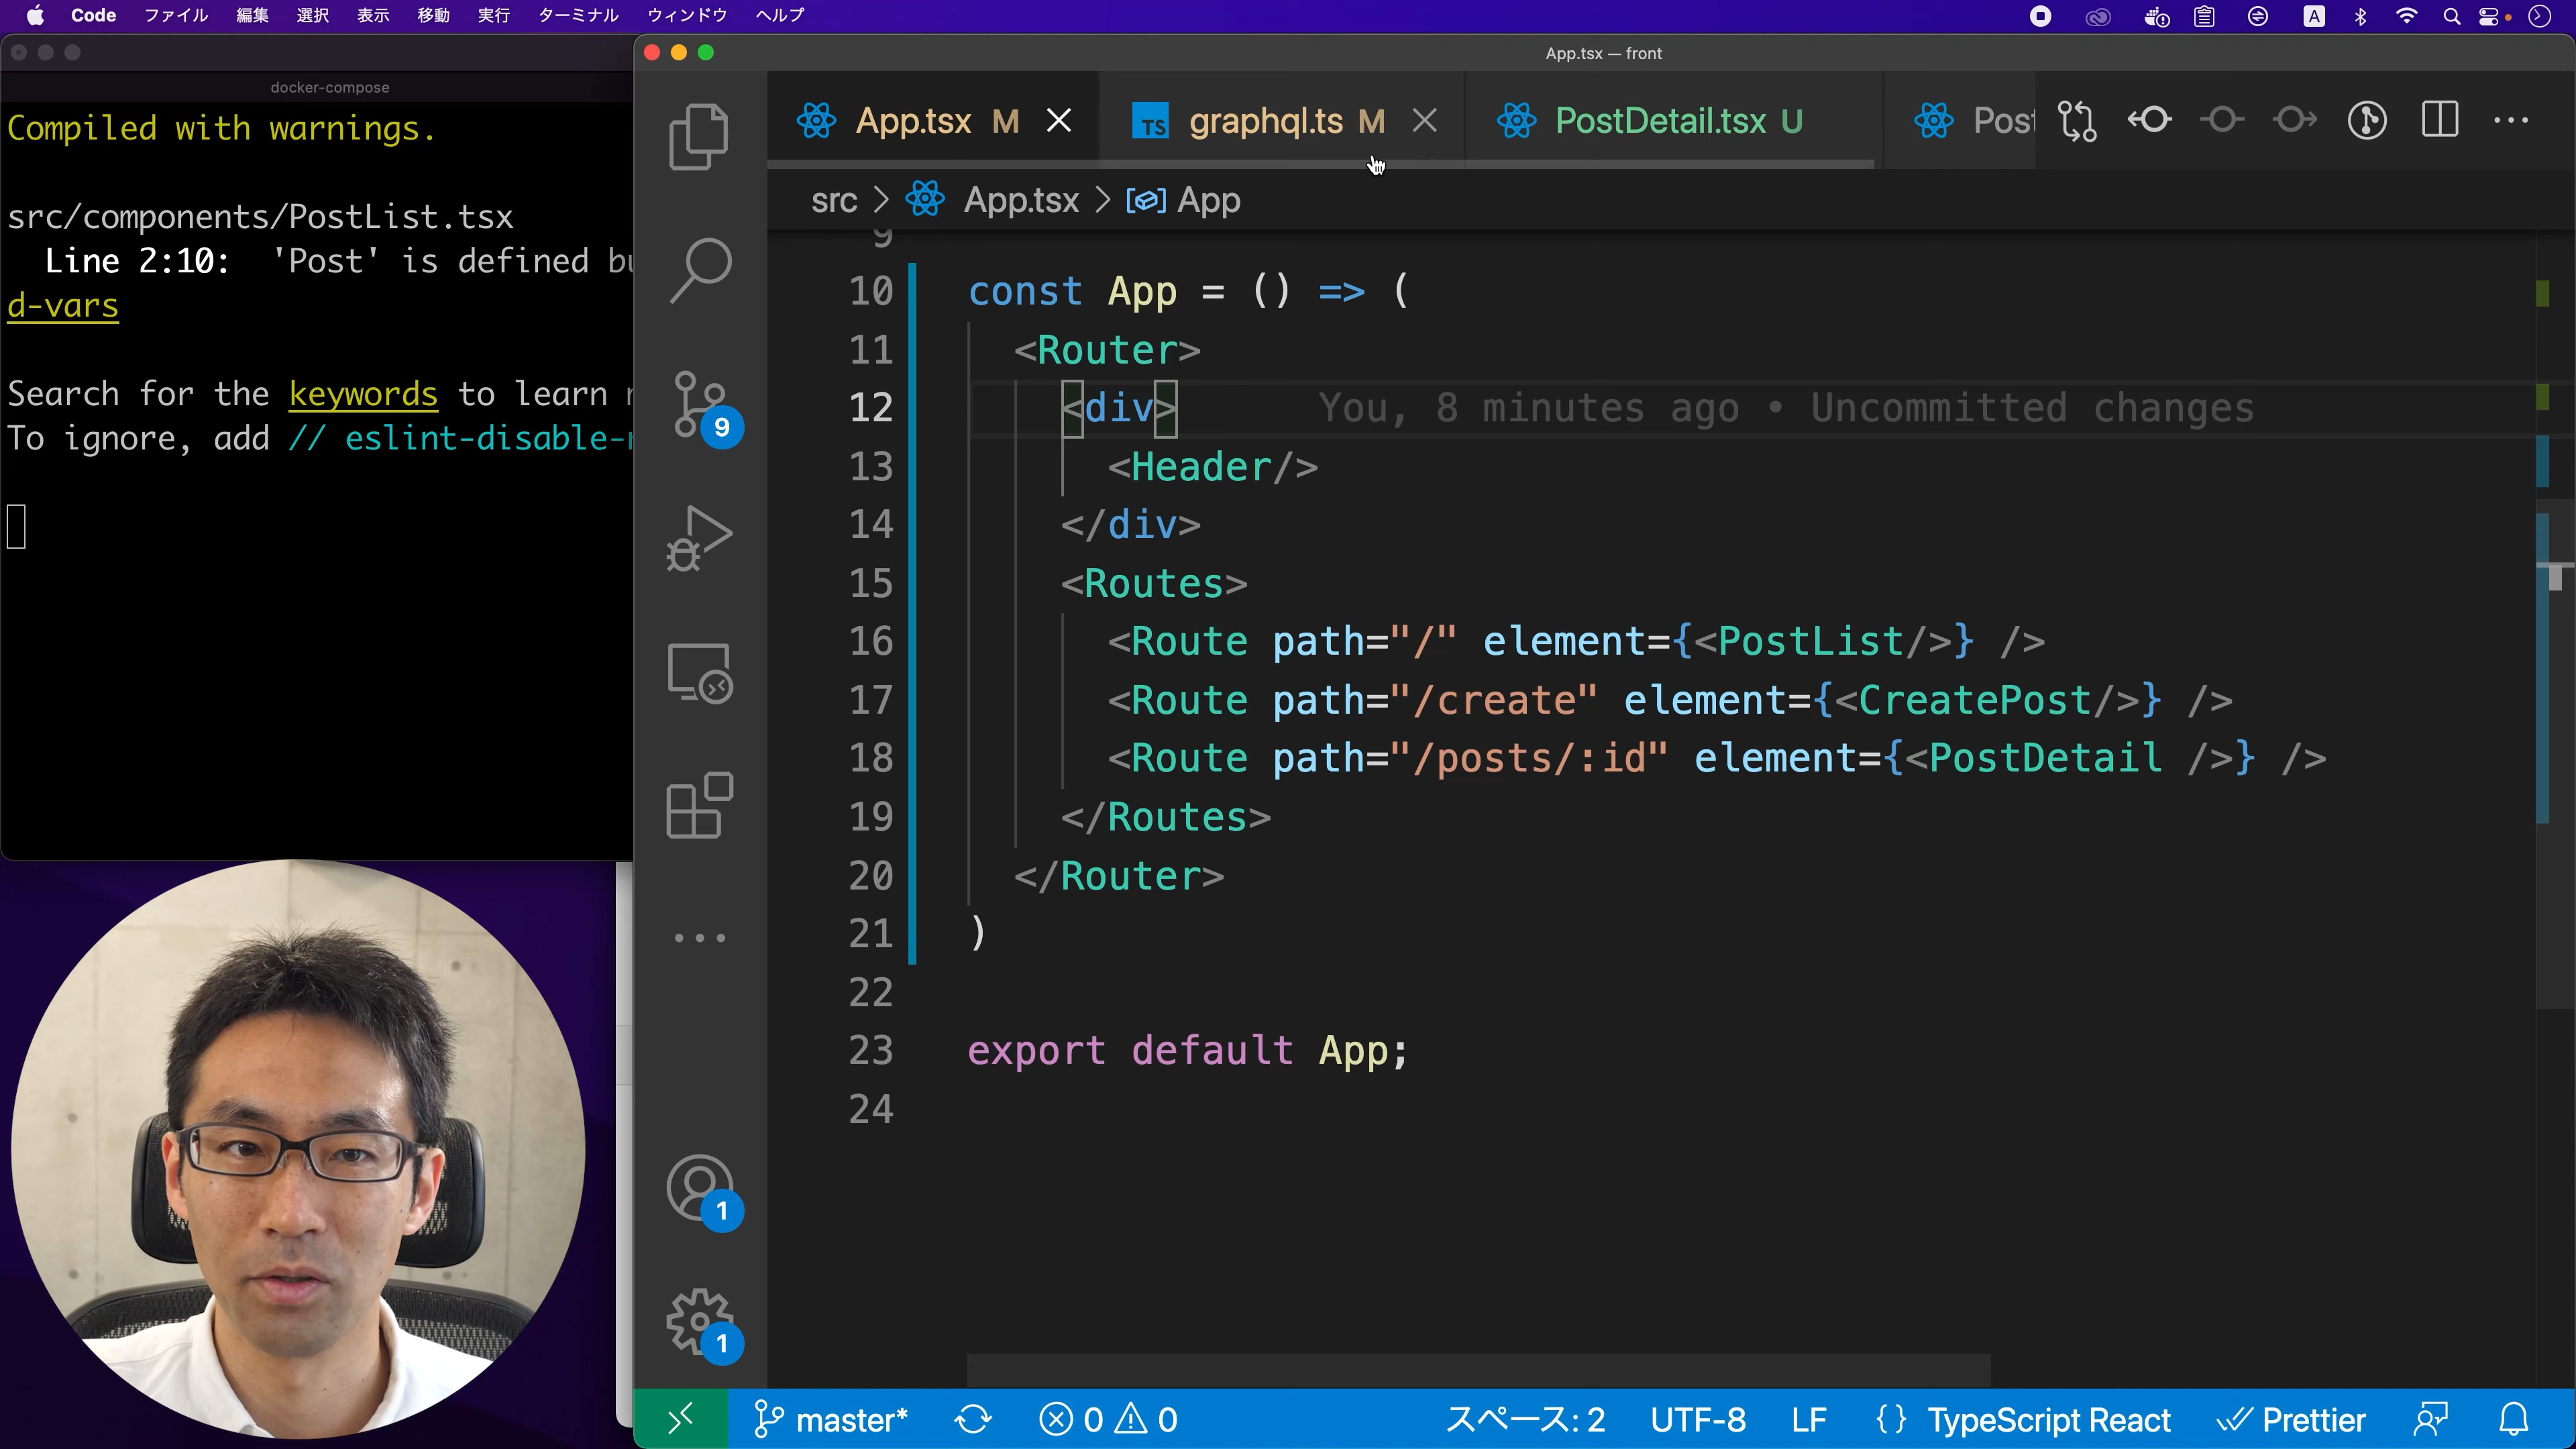 Code ファイル 編集 選択 表示 移動 実行 ターミナル ウィンドウ ヘルプ
A
docker-compose
Compiled with warnings.
src/components/PostList.tsx
Line 2:10: 'Post' is defined bu
d-vars
Search for the keywords to learn
To ignore, add // eslint-disable-
App.tsx — front
App.tsx M
TS graphql.ts M
PostDetail.tsx U
Post
src > App.tsx > App
9
10 const App = () => (
11 <Router>
12 <div> You, 8 minutes ago • Uncommitted changes
13 <Header/>
14 </div>
15 <Routes>
16 <Route path="/" element={<PostList/>} />
17 <Route path="/create" element={<CreatePost/>} />
18 <Route path="/posts/:id" element={<PostDetail />} />
19 </Routes>
20 </Router>
21 )
22
23 export default App;
24
9
1
1
master* 0 0 スペース: 2 UTF-8 LF {} TypeScript React Prettier